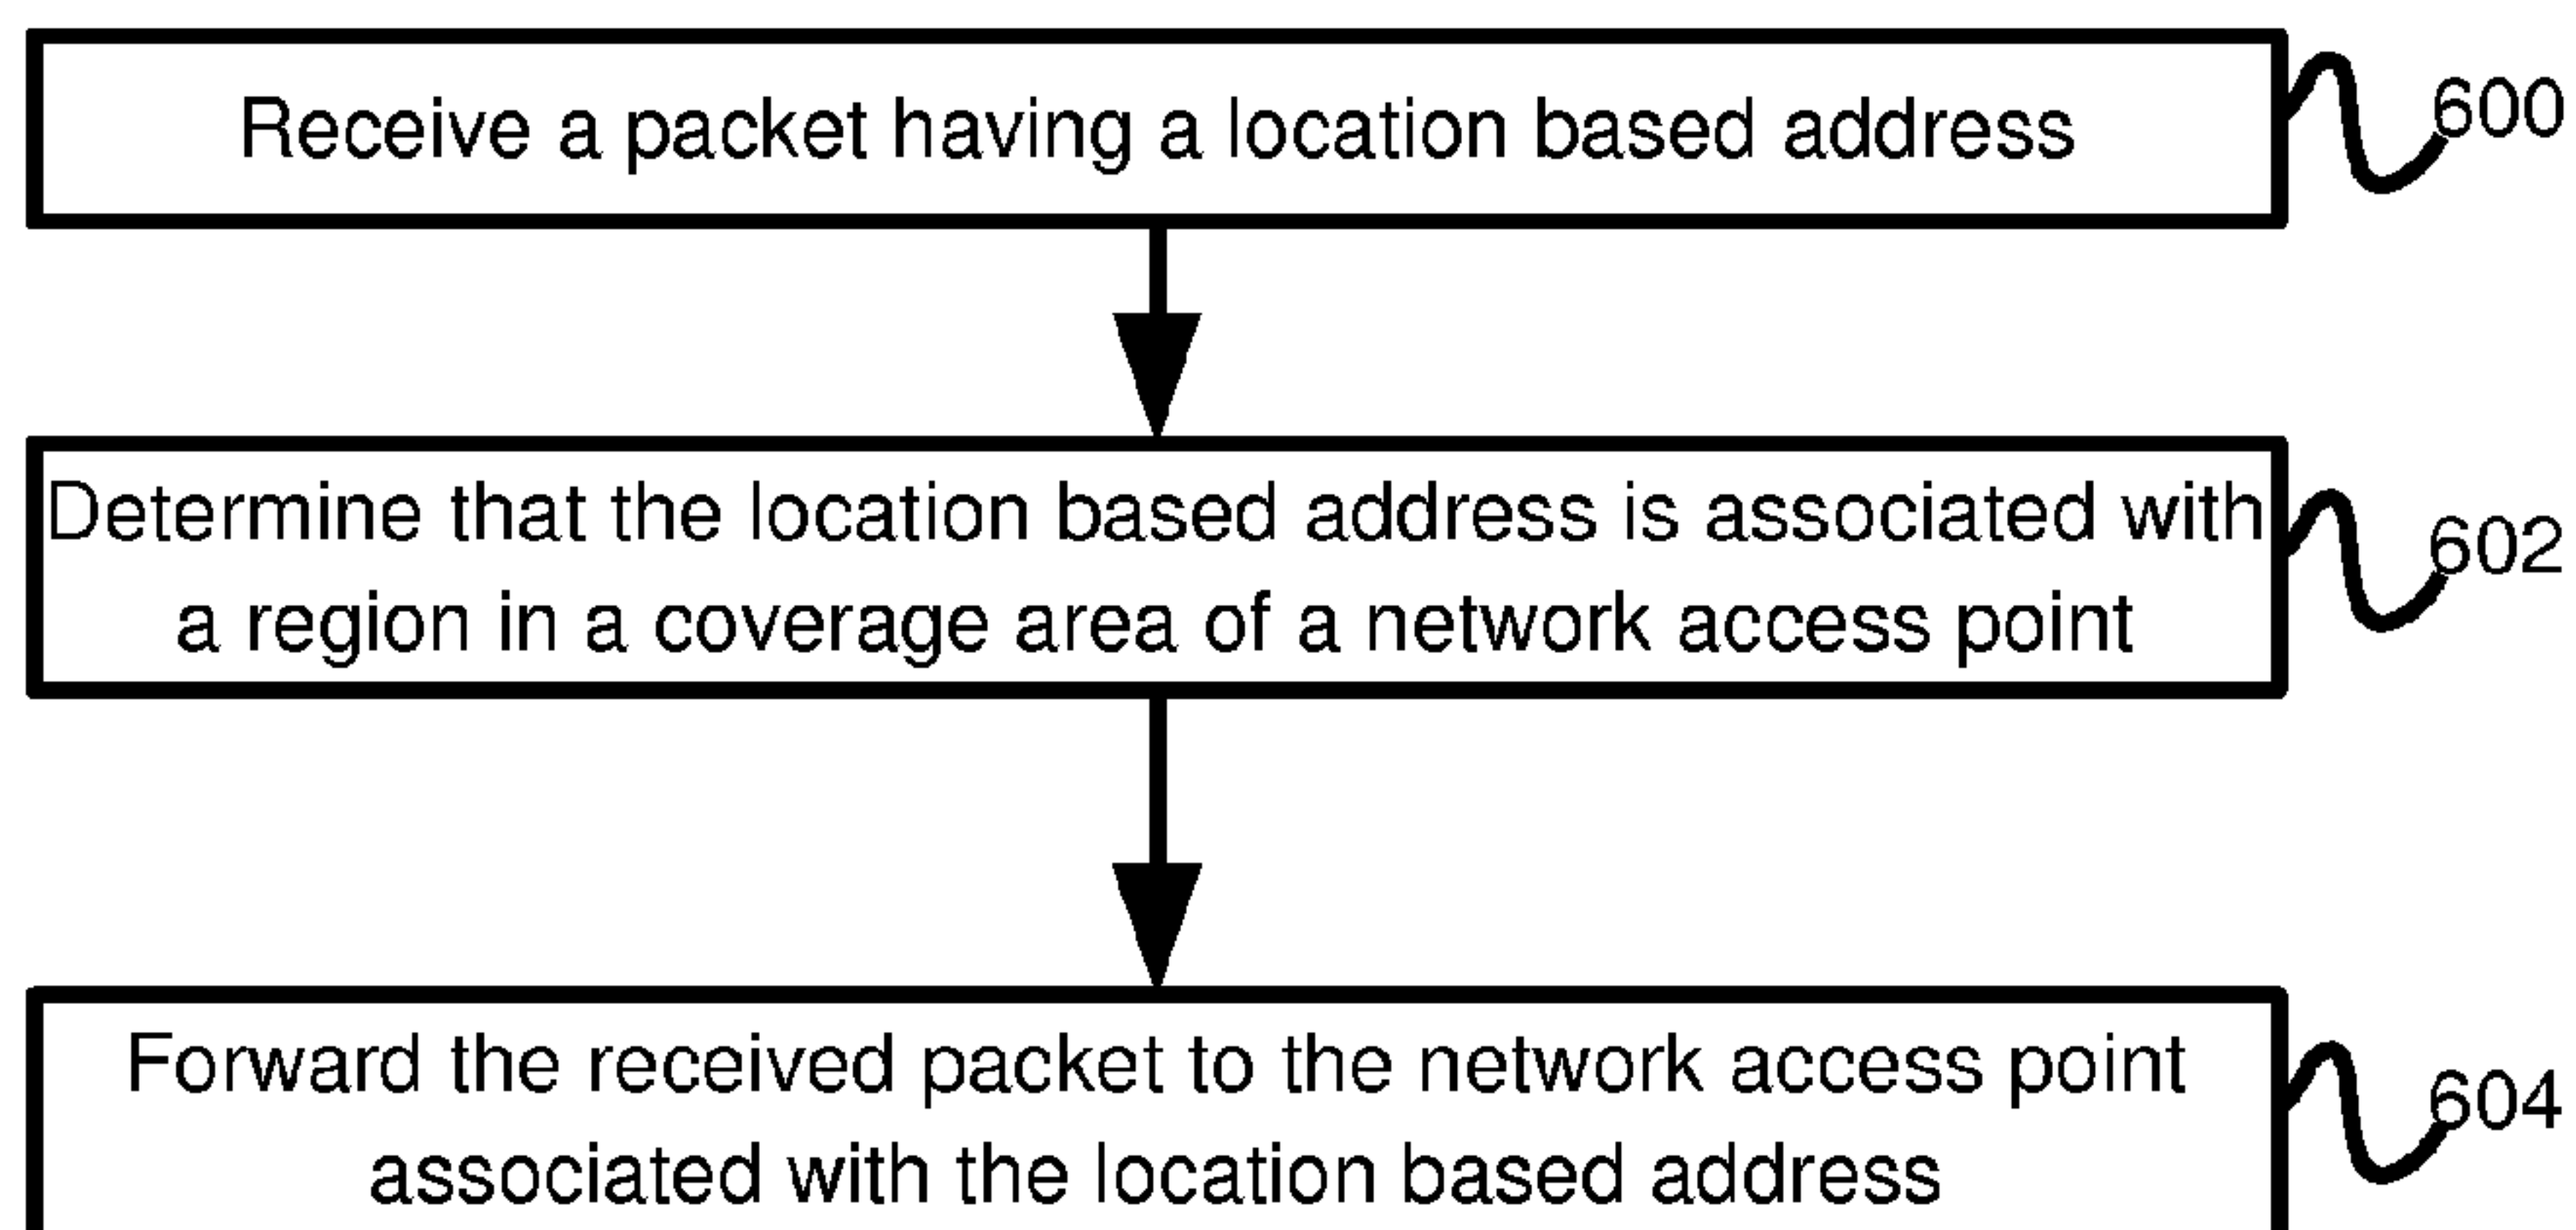 Receive a packet having a location based address
600
Determine that the location based address is associated with
a region in a coverage area of a network access point
602
Forward the received packet to the network access point
associated with the location based address
604